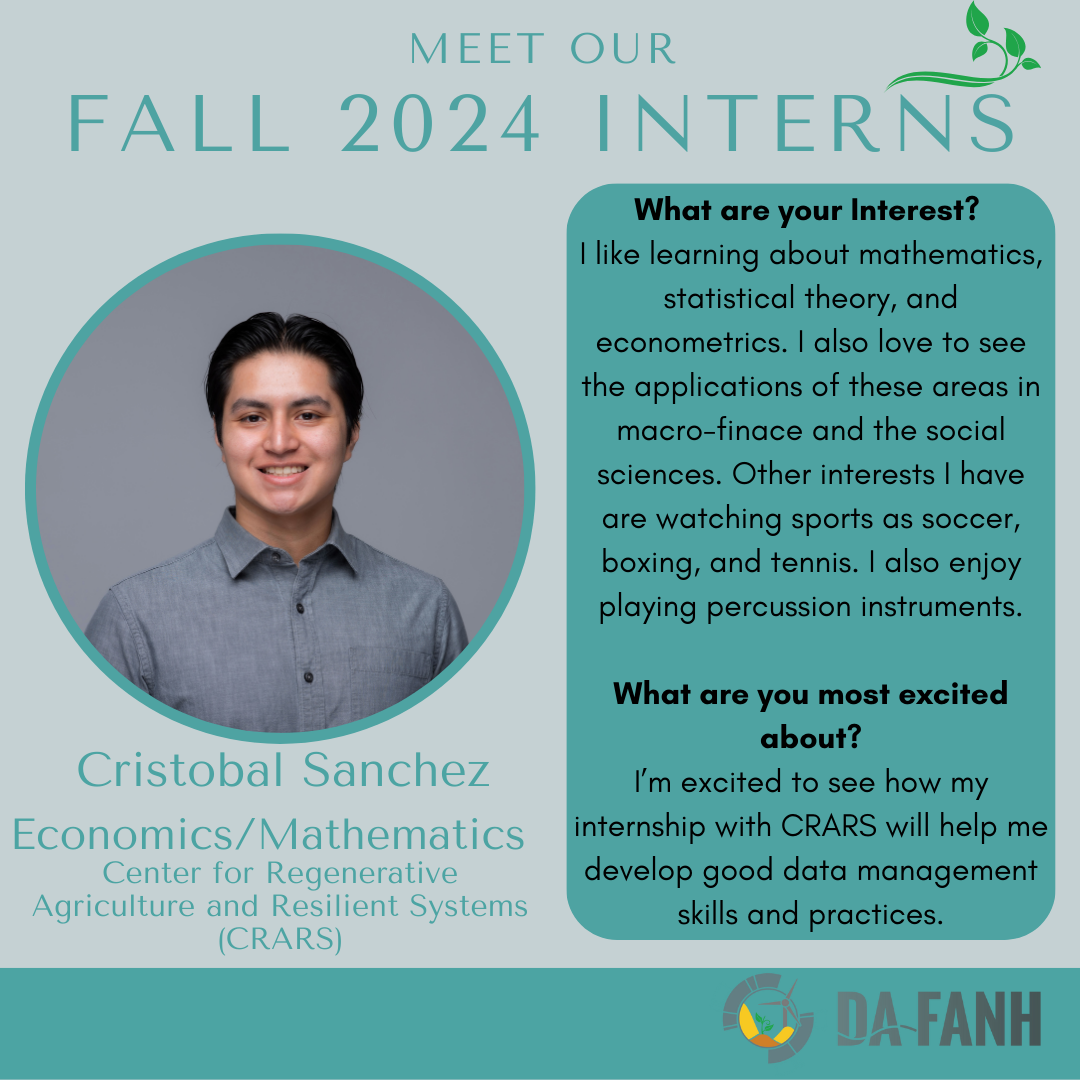 MEET OUR
FALL 2024 INTERNS
What are your Interest?
I like learning about mathematics,
statistical theory, and
econometrics. I also love to see
the applications of these areas in
macro-finace and the social
sciences. Other interests I have
are watching sports as soccer,
boxing, and tennis. I also enjoy
playing percussion instruments.
What are you most excited
about?
I’m excited to see how my
internship with CRARS will help me
develop good data management
skills and practices.
Cristobal Sanchez
Economics/Mathematics
Center for Regenerative
Agriculture and Resilient Systems
(CRARS)
DA-FANH